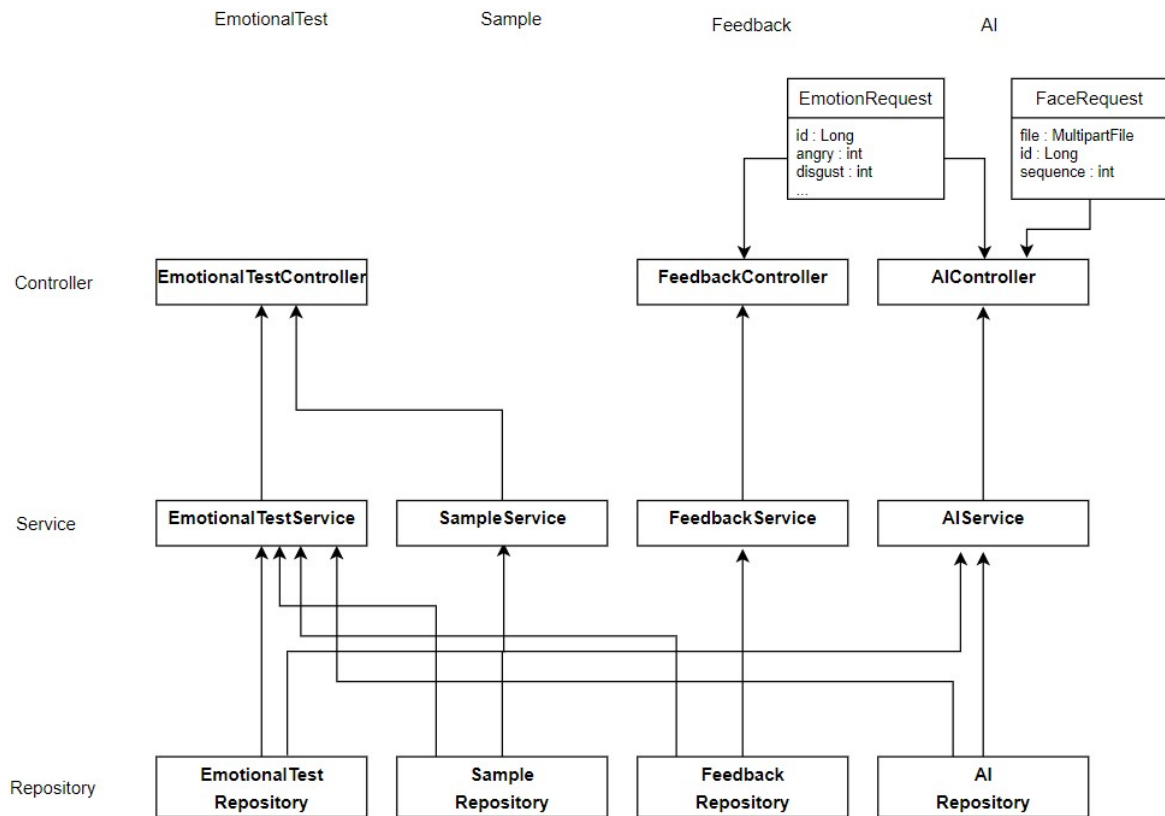 EmotionalTest
Sample
Feedback
AI
EmotionRequest
id : Long
angry : int
disgust : int
...
FaceRequest
file : MultipartFile
id : Long
sequence : int
Controller
EmotionalTestController
FeedbackController
AIController
Service
EmotionalTestService
SampleService
FeedbackService
AIService
Repository
EmotionalTest
Repository
Sample
Repository
Feedback
Repository
AI
Repository